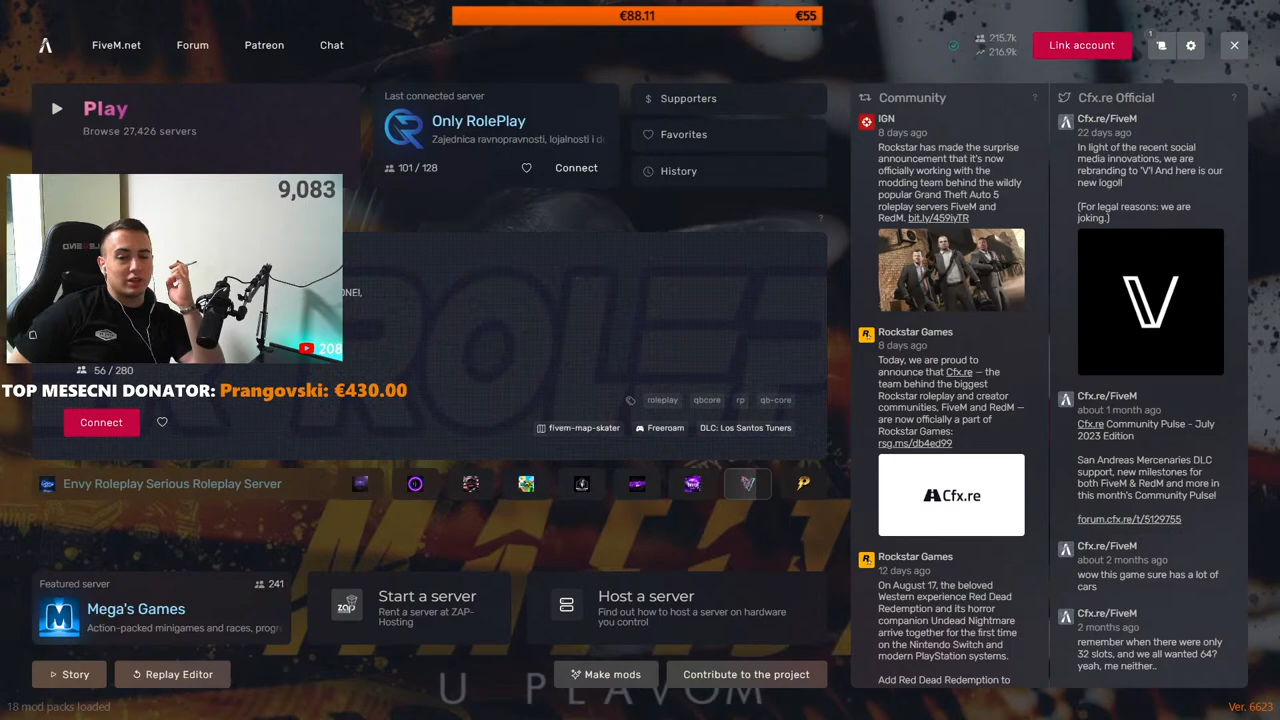 €88.11 €55
FiveM.net Forum Patreon Chat
215.7k
216.9k
Link account
1
Play
Browse 27,426 servers
Last connected server
Only RolePlay
Zajednica ravnopravnosti, lojalnosti i d
101 / 128
Connect
$ Supporters
Favorites
History
?
9,083
208
56 / 280
TOP MESECNI DONATOR: Prangovski: €430.00
Connect
roleplay qbcore rp qb-core
fivem-map-skater Freeroam DLC: Los Santos Tuners
Envy Roleplay Serious Roleplay Server
Featured server 241
Mega's Games
Action-packed minigames and races, progr
ZAP
Start a server
Rent a server at ZAP-
Hosting
Host a server
Find out how to host a server on hardware
you control
Story Replay Editor
Make mods Contribute to the project
U PLAVOM
18 mod packs loaded
Community ?
IGN
8 days ago
Rockstar has made the surprise
announcement that it's now
officially working with the
modding team behind the wildly
popular Grand Theft Auto 5
roleplay servers FiveM and
RedM. bit.ly/459iyTR
Rockstar Games
8 days ago
Today, we are proud to
announce that Cfx.re — the
team behind the biggest
Rockstar roleplay and creator
communities, FiveM and RedM —
are now officially a part of
Rockstar Games:
rsg.ms/db4ed99
Cfx.re
Rockstar Games
12 days ago
On August 17, the beloved
Western experience Red Dead
Redemption and its horror
companion Undead Nightmare
arrive together for the first time
on the Nintendo Switch and
modern PlayStation systems.
Add Red Dead Redemption to
Cfx.re Official ?
Cfx.re/FiveM
22 days ago
In light of the recent social
media innovations, we are
rebranding to 'V'! And here is our
new logo!!
(For legal reasons: we are
joking.)
V
Cfx.re/FiveM
about 1 month ago
Cfx.re Community Pulse - July
2023 Edition
San Andreas Mercenaries DLC
support, new milestones for
both FiveM & RedM and more in
this month's Community Pulse!
forum.cfx.re/t/5129755
Cfx.re/FiveM
about 2 months ago
wow this game sure has a lot of
cars
Cfx.re/FiveM
2 months ago
remember when there were only
32 slots, and we all wanted 64?
yeah, me neither..
Ver. 6623